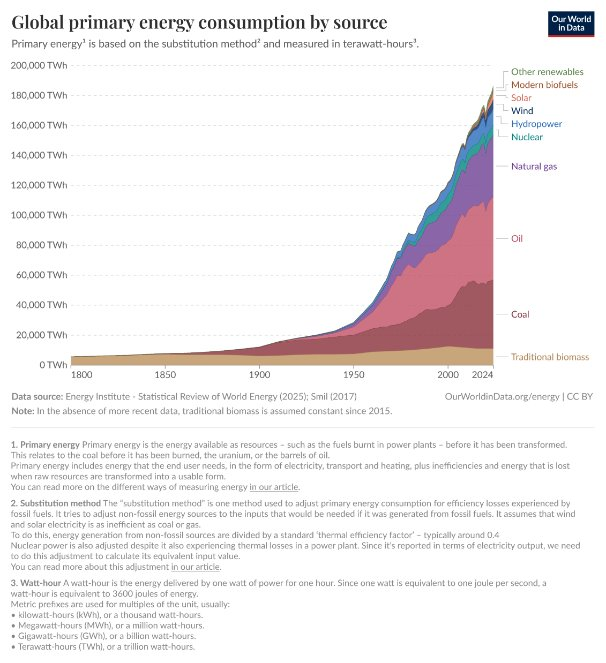 Global primary energy consumption by source
Our World
in Data
Primary energy¹ is based on the substitution method² and measured in terawatt-hours³.
200,000 TWh
180,000 TWh
160,000 TWh
140,000 TWh
120,000 TWh
100,000 TWh
80,000 TWh
60,000 TWh
40,000 TWh
20,000 TWh
0 TWh
Other renewables
Modern biofuels
Solar
Wind
Hydropower
Nuclear
Natural gas
Oil
Coal
Traditional biomass
1800
1850
1900
1950
2000
2024
Data source: Energy Institute - Statistical Review of World Energy (2025); Smil (2017)
OurWorldinData.org/energy | CC BY
Note: In the absence of more recent data, traditional biomass is assumed constant since 2015.
1. Primary energy Primary energy is the energy available as resources – such as the fuels burnt in power plants – before it has been transformed.
This relates to the coal before it has been burned, the uranium, or the barrels of oil.
Primary energy includes energy that the end user needs, in the form of electricity, transport and heating, plus inefficiencies and energy that is lost
when raw resources are transformed into a usable form.
You can read more on the different ways of measuring energy in our article.
2. Substitution method The "substitution method" is one method used to adjust primary energy consumption for efficiency losses experienced by
fossil fuels. It tries to adjust non-fossil energy sources to the inputs that would be needed if it was generated from fossil fuels. It assumes that wind
and solar electricity is as inefficient as coal or gas.
To do this, energy generation from non-fossil sources are divided by a standard 'thermal efficiency factor' – typically around 0.4
Nuclear power is also adjusted despite it also experiencing thermal losses in a power plant. Since it's reported in terms of electricity output, we need
to do this adjustment to calculate its equivalent input value.
You can read more about this adjustment in our article.
3. Watt-hour A watt-hour is the energy delivered by one watt of power for one hour. Since one watt is equivalent to one joule per second, a
watt-hour is equivalent to 3600 joules of energy.
Metric prefixes are used for multiples of the unit, usually:
• kilowatt-hours (kWh), or a thousand watt-hours.
• Megawatt-hours (MWh), or a million watt-hours.
• Gigawatt-hours (GWh), or a billion watt-hours.
• Terawatt-hours (TWh), or a trillion watt-hours.